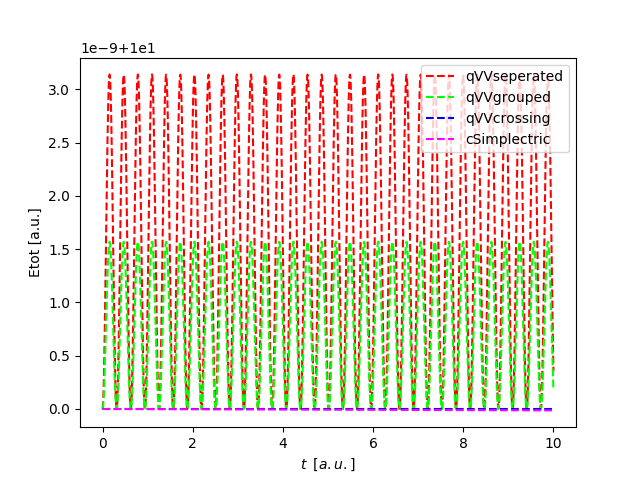 1e−9+1e1
3.0
2.5
2.0
1.5
1.0
0.5
0.0
Etot [a.u.]
qVVseperated
qVVgrouped
qVVcrossing
cSimplectric
0 2 4 6 8 10
t [a.u.]